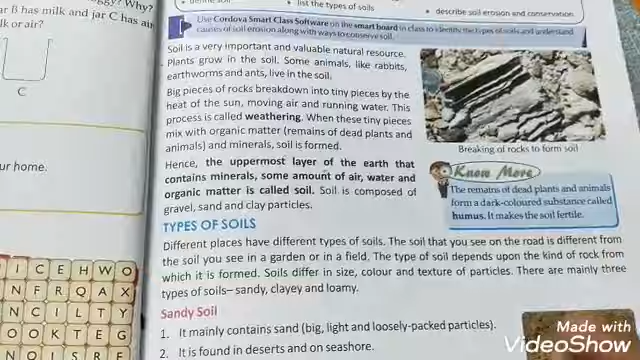 Why?
ar B has milk and jar C has air
lk or air?
C
ur home.
I C E H W O
N F R Q A X
N C I L T Y
O O K T E G
N I S R E
• list the types of soils
• describe soil erosion and conservation.
Use Cordova Smart Class Software on the smart board in class to identify the types of soils and understand
causes of soil erosion along with ways to conserve soil.
Soil is a very important and valuable natural resource.
Plants grow in the soil. Some animals, like rabbits,
earthworms and ants, live in the soil.
Big pieces of rocks breakdown into tiny pieces by the
heat of the sun, moving air and running water. This
process is called weathering. When these tiny pieces
mix with organic matter (remains of dead plants and
animals) and minerals, soil is formed.
Hence, the uppermost layer of the earth that
contains minerals, some amount of air, water and
organic matter is called soil. Soil is composed of
gravel, sand and clay particles.
Breaking of rocks to form soil
Know More
The remains of dead plants and animals
form a dark-coloured substance called
humus. It makes the soil fertile.
TYPES OF SOILS
Different places have different types of soils. The soil that you see on the road is different from
the soil you see in a garden or in a field. The type of soil depends upon the kind of rock from
which it is formed. Soils differ in size, colour and texture of particles. There are mainly three
types of soils– sandy, clayey and loamy.
Sandy Soil
1. It mainly contains sand (big, light and loosely-packed particles).
2. It is found in deserts and on seashore.
Made with
VideoShow